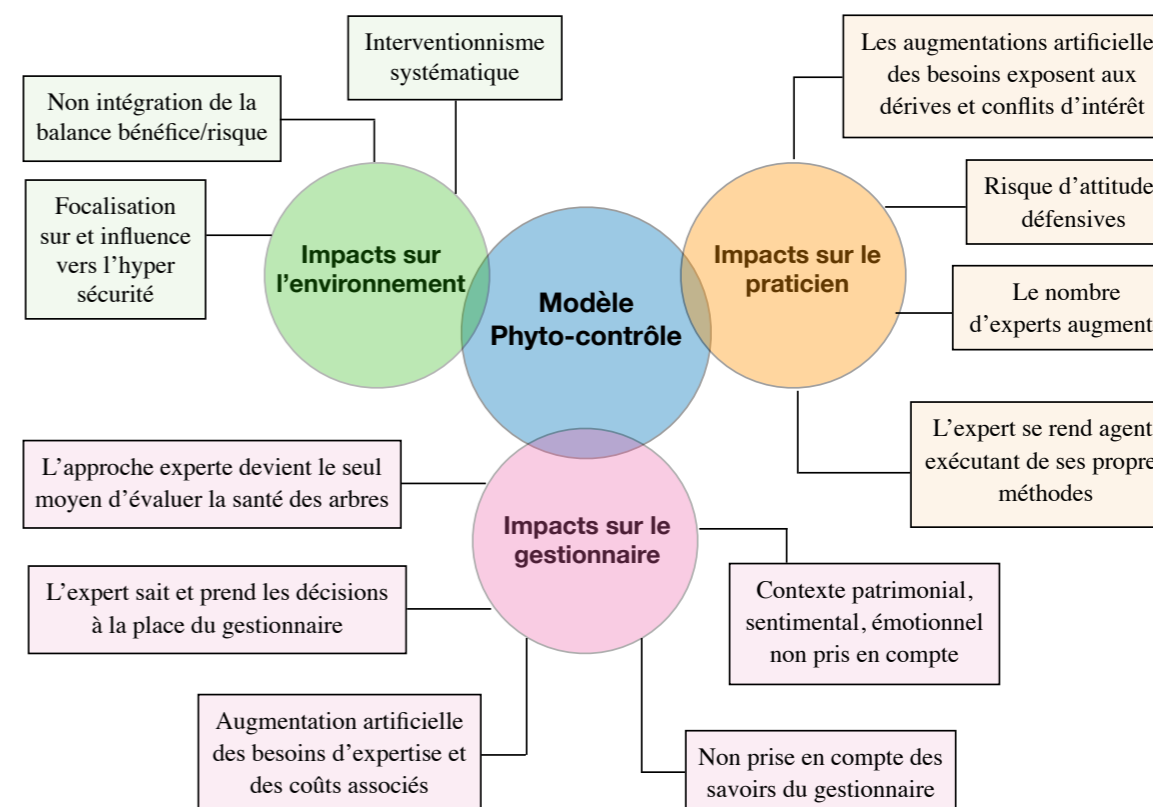 Interventionnisme
systématique
Non intégration de la
balance bénéfice/risque
Focalisation
sur et influence
vers l'hyper
sécurité
Impacts sur
l'environnement
Modèle
Phyto-contrôle
Impacts sur le
praticien
Les augmentations artificielle
des besoins exposent aux
dérives et conflits d'intérêt
Risque d'attitude
défensives
Le nombre
d'experts augment
L'expert se rend agent
exécutant de ses propre
méthodes
Impacts sur le
gestionnaire
L'approche experte devient le seul
moyen d'évaluer la santé des arbres
L'expert sait et prend les décisions
à la place du gestionnaire
Augmentation artificielle
des besoins d'expertise et
des coûts associés
Contexte patrimonial,
sentimental, émotionnel
non pris en compte
Non prise en compte des
savoirs du gestionnaire